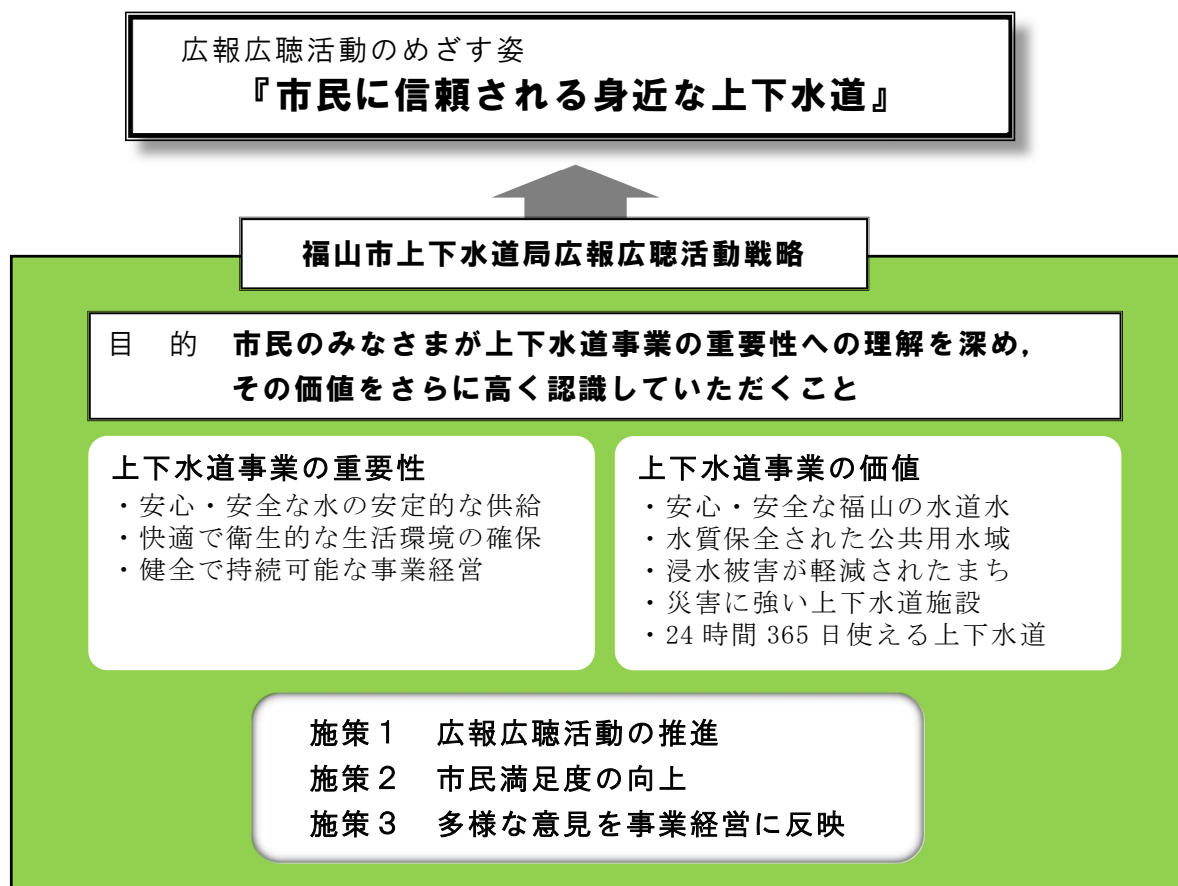 広報広聴活動のめざす姿
『市民に信頼される身近な上下水道』
福山市上下水道局広報広聴活動戦略
目　的　市民のみなさまが上下水道事業の重要性への理解を深め，
その価値をさらに高く認識していただくこと
上下水道事業の重要性
・安心・安全な水の安定的な供給
・快適で衛生的な生活環境の確保
・健全で持続可能な事業経営
上下水道事業の価値
・安心・安全な福山の水道水
・水質保全された公共用水域
・浸水被害が軽減されたまち
・災害に強い上下水道施設
・24 時間 365 日使える上下水道
施策１　広報広聴活動の推進
施策２　市民満足度の向上
施策３　多様な意見を事業経営に反映